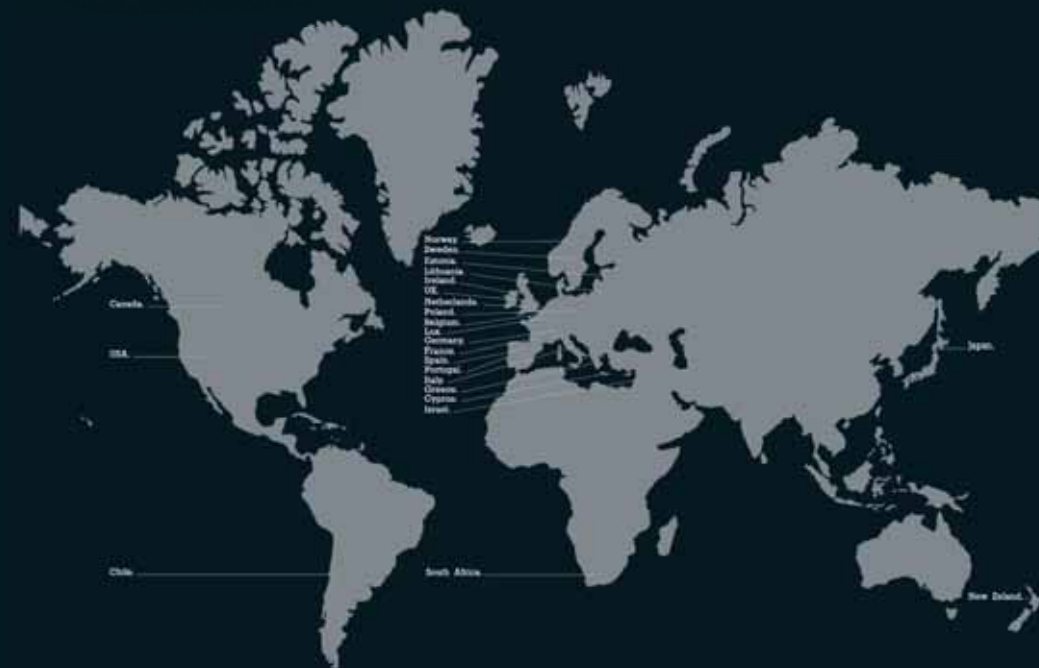 Norway.
Sweden.
Estonia.
Lithuania.
Ireland.
UK.
Netherlands.
Poland.
Belgium.
Lux.
Germany.
France.
Spain.
Portugal.
Italy.
Greece.
Cyprus.
Israel.
Canada.
USA.
Japan.
Chile.
South Africa.
New Zealand.